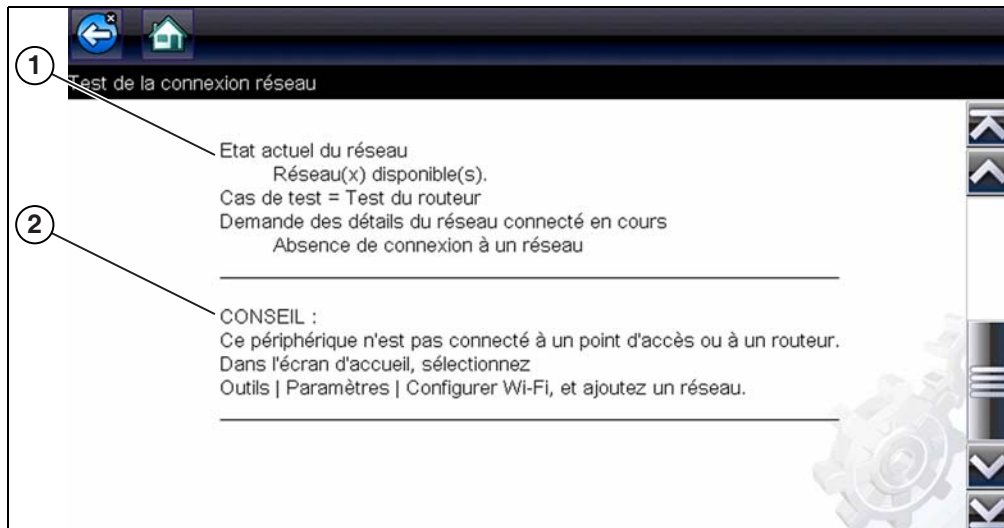 Test de la connexion réseau
1
Etat actuel du réseau
Réseau(x) disponible(s).
Cas de test = Test du routeur
Demande des détails du réseau connecté en cours
Absence de connexion à un réseau
2
CONSEIL :
Ce périphérique n'est pas connecté à un point d'accès ou à un routeur.
Dans l'écran d'accueil, sélectionnez
Outils | Paramètres | Configurer Wi-Fi, et ajoutez un réseau.